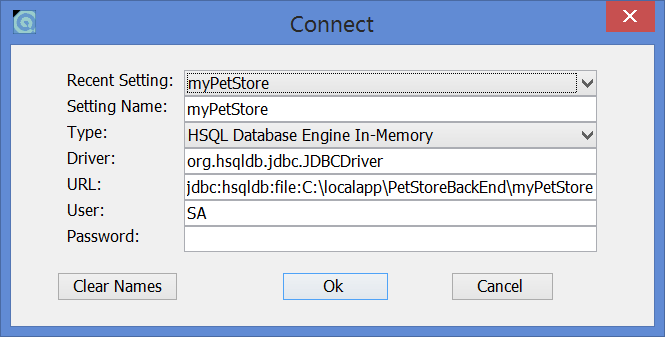 Connect
Recent Setting: myPetStore
Setting Name: myPetStore
Type: HSQL Database Engine In-Memory
Driver: org.hsqldb.jdbc.JDBCDriver
URL: jdbc:hsqldb:file:C:\localapp\PetStoreBackEnd\myPetStore
User: SA
Password:
Clear Names Ok Cancel